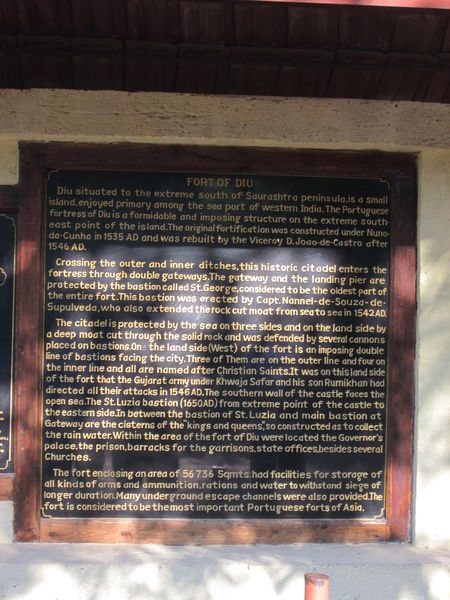 FORT OF DIU
Diu situated to the extreme south of Saurashtra peninsula,is a small
island,enjoyed primary among the sea port of western India.The Portuguese
fortress of Diu is a formidable and imposing structure on the extreme south-
east point of the island.The original fortification was constructed under Nuno-
da-Cunha in 1535 AD and was rebuilt by the Viceroy D.Joao-de-Castro after
1546 AD.
Crossing the outer and inner ditches,this historic citadel enters the
fortress through double gateways.The gateway and the landing pier are
protected by the bastion called St.George,considered to be the oldest part of
the entire fort.This bastion was erected by Capt.Nannel-de-Souza-de-
Supulveda,who also extended the rock cut moat from sea to sea in 1542 AD.
The citadel is protected by the sea on three sides and on the land side by
a deep moat cut through the solid rock and was defended by several cannons
placed on bastions.On- the land side(West) of the fort is an imposing double
line of bastions facing the city.Three of Them are on the outer line and four on
the inner line and all are named after Christian Saints.It was on this land side
of the fort that the Gujarat army under Khwaja Safar and his son Rumikhan had
directed all their attacks in 1546 AD.The southern wall of the castle faces the
open sea.The St.Luzia bastion (1650(AD) from extreme point of the castle to
the eastern side.In between the bastion of St.Luzia and main bastion at
Gateway are the cisterns of the "kings and queens",so constructed as to collect
the rain water.Within the area of the fort of Diu were located the Governor's
palace,the prison,barracks for the garrisons,state offices,besides several
Churches.
The fort enclosing an area of 56736 Sqmts.had facilities for storage of
all kinds of arms and ammunition,rations and water to withstand siege of
longer duration.Many underground escape channels were also provided.The
fort is considered to be the most important Portuguese forts of Asia.